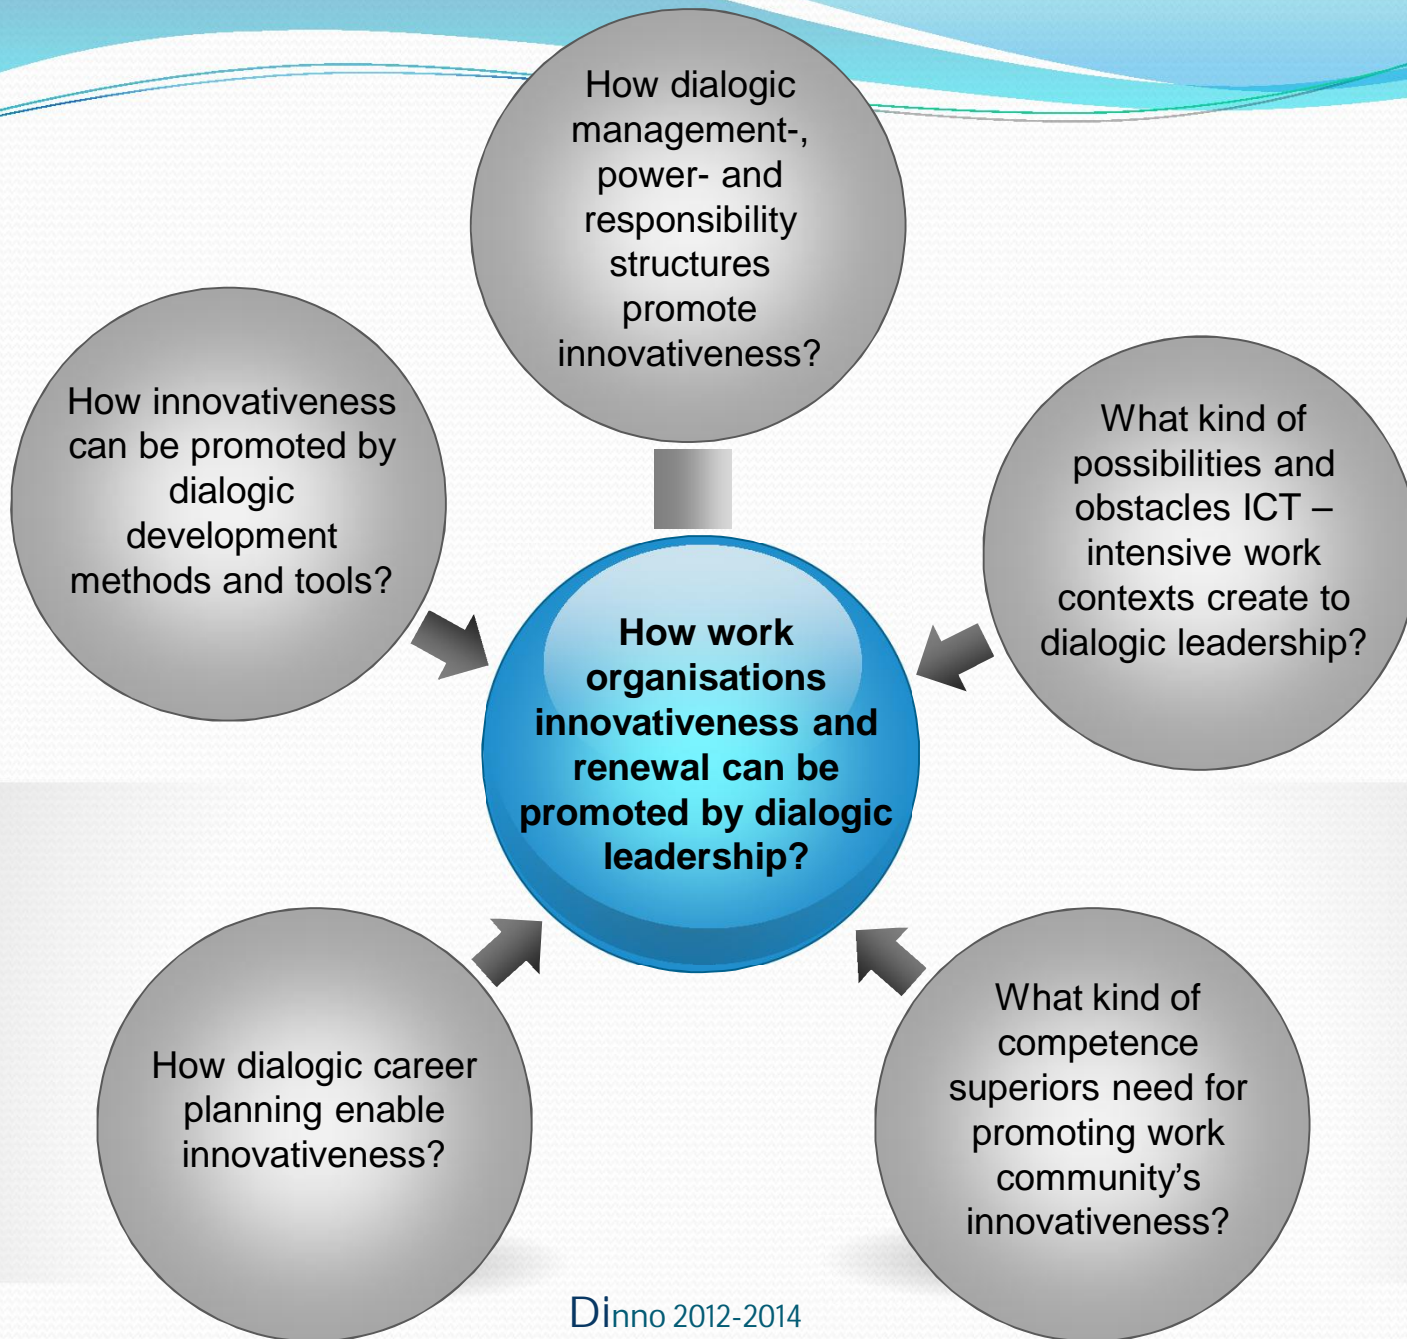 How dialogic
management-,
power- and
responsibility
structures
promote
innovativeness?
How innovativeness
can be promoted by
dialogic
development
methods and tools?
What kind of
possibilities and
obstacles ICT –
intensive work
contexts create to
dialogic leadership?
How work
organisations
innovativeness and
renewal can be
promoted by dialogic
leadership?
How dialogic career
planning enable
innovativeness?
What kind of
competence
superiors need for
promoting work
community’s
innovativeness?
Dinno 2012-2014